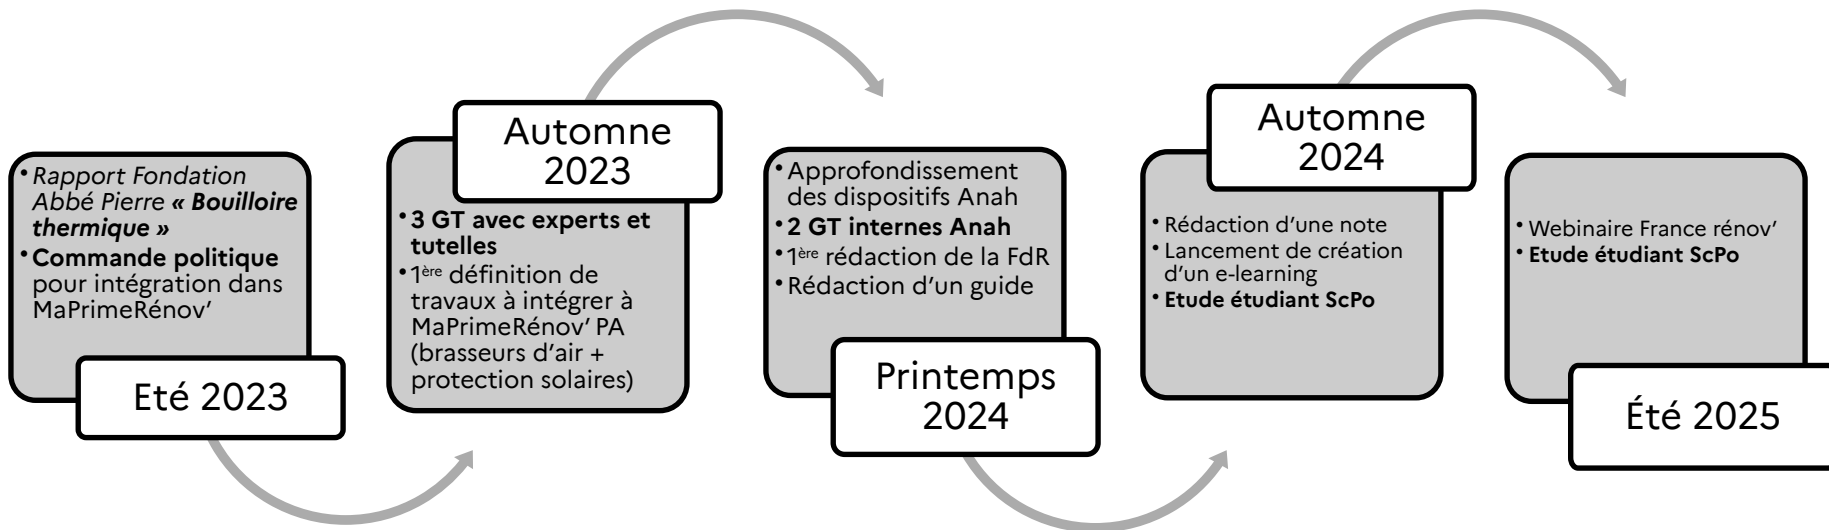 • Rapport Fondation
Abbé Pierre « Bouilloire
thermique »
• Commande politique
pour intégration dans
MaPrimeRénov’
Eté 2023
Automne
2023
• 3 GT avec experts et
tutelles
• 1ère définition de
travaux à intégrer à
MaPrimeRénov’ PA
(brasseurs d’air +
protection solaires)
• Approfondissement
des dispositifs Anah
• 2 GT internes Anah
• 1ère rédaction de la FdR
• Rédaction d’un guide
Printemps
2024
Automne
2024
• Rédaction d’une note
• Lancement de création
d’un e-learning
• Etude étudiant ScPo
• Webinaire France rénov’
• Etude étudiant ScPo
Été 2025